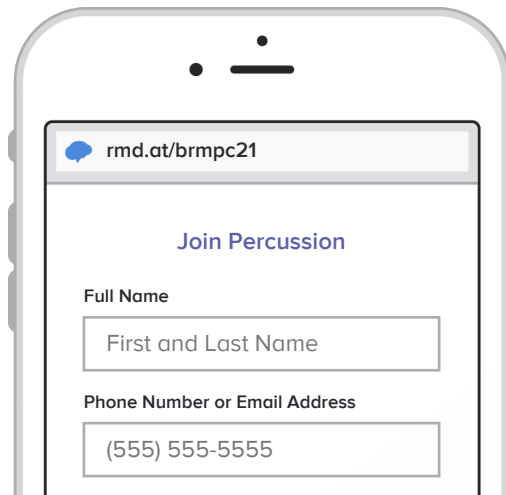 rmd.at/brmpc21
Join Percussion
Full Name
First and Last Name
Phone Number or Email Address
(555) 555-5555